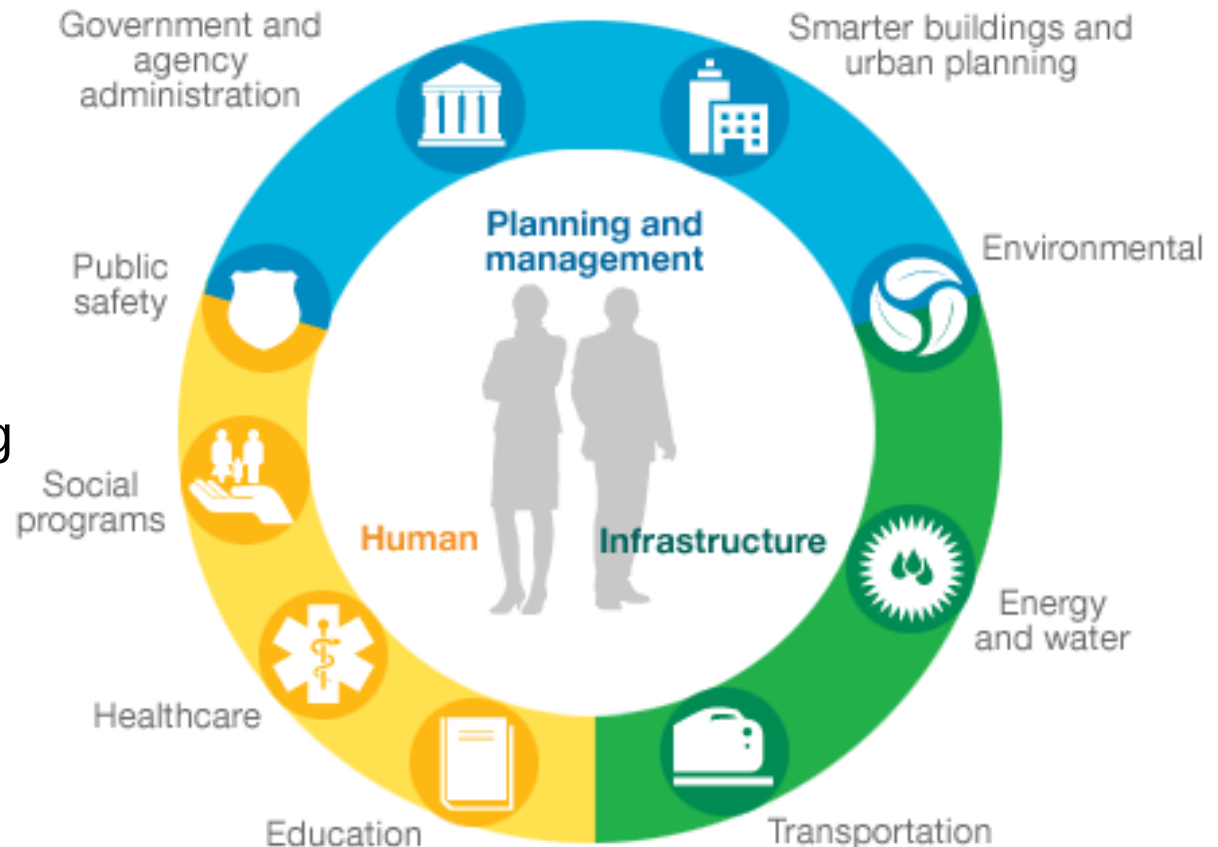 Government and
agency
administration
Smarter buildings and
urban planning
Planning and
management
Public
safety
Environmental
g
Social
programs
Human
Infrastructure
Energy
and water
Healthcare
Education
Transportation